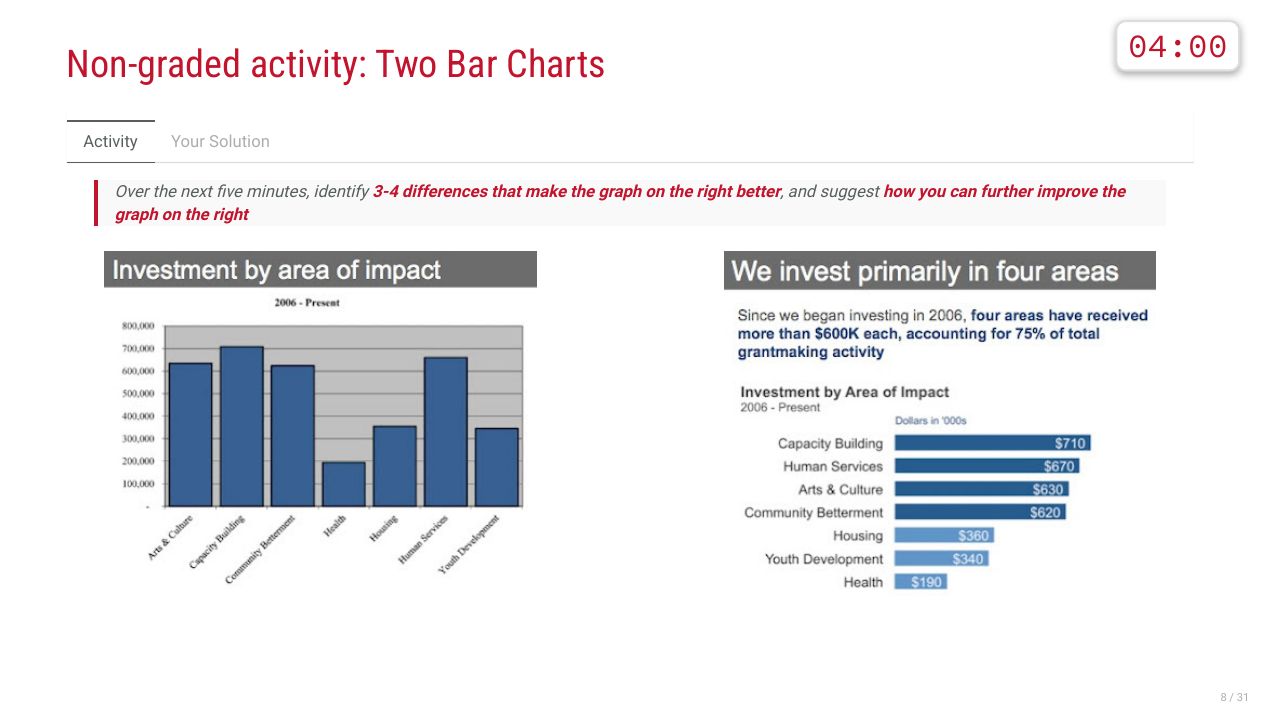 Non-graded activity: Two Bar Charts
04:00
Activity
Your Solution
Over the next five minutes, identify 3-4 differences that make the graph on the right better, and suggest how you can further improve the
graph on the right
Investment by area of impact
2006 - Present
800,000
700,000
600,000
500,000
400,000
300,000
200,000
100,000
-
Arts & Culture
Capacity Building
Community Betterment
Health
Housing
Human Services
Youth Development
We invest primarily in four areas
Since we began investing in 2006, four areas have received
more than $600K each, accounting for 75% of total
grantmaking activity
Investment by Area of Impact
2006 - Present
Dollars in '000s
Capacity Building $710
Human Services $670
Arts & Culture $630
Community Betterment $620
Housing $360
Youth Development $340
Health $190
8 / 31